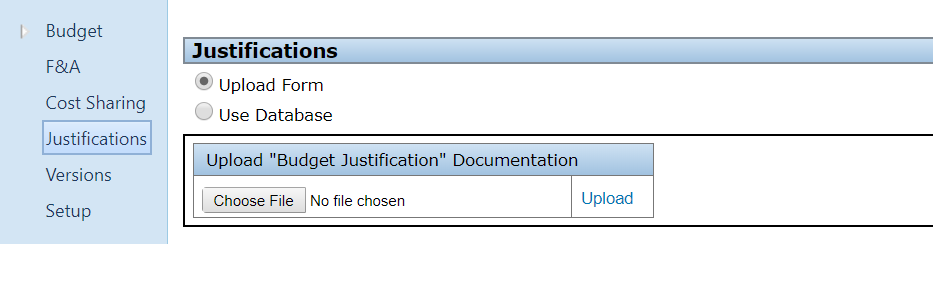 Budget
F&A
Cost Sharing
Justifications
Versions
Setup
Justifications
Upload Form
Use Database
Upload "Budget Justification" Documentation
Choose File No file chosen Upload